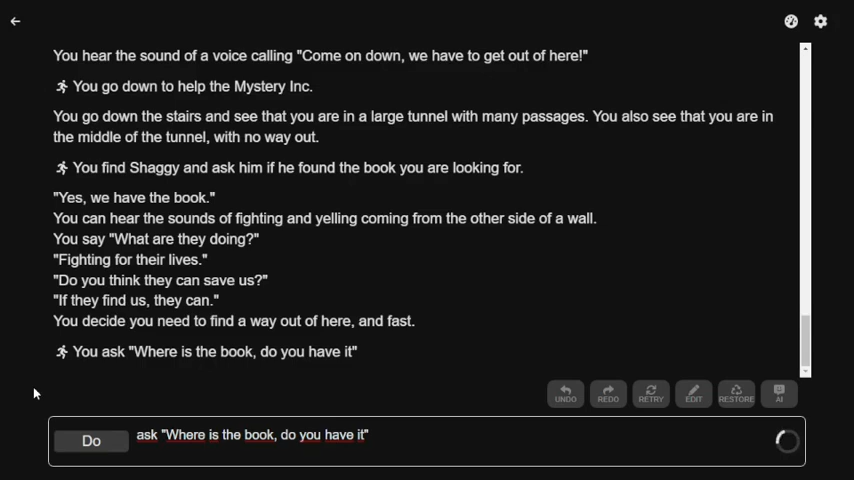 You hear the sound of a voice calling "Come on down, we have to get out of here!"
You go down to help the Mystery Inc.
You go down the stairs and see that you are in a large tunnel with many passages. You also see that you are in
the middle of the tunnel, with no way out.
You find Shaggy and ask him if he found the book you are looking for.
"Yes, we have the book."
You can hear the sounds of fighting and yelling coming from the other side of a wall.
You say "What are they doing?"
"Fighting for their lives."
"Do you think they can save us?"
"If they find us, they can."
You decide you need to find a way out of here, and fast.
You ask "Where is the book, do you have it"
UNDO REDO RETRY EDIT RESTORE AI
Do ask "Where is the book, do you have it"